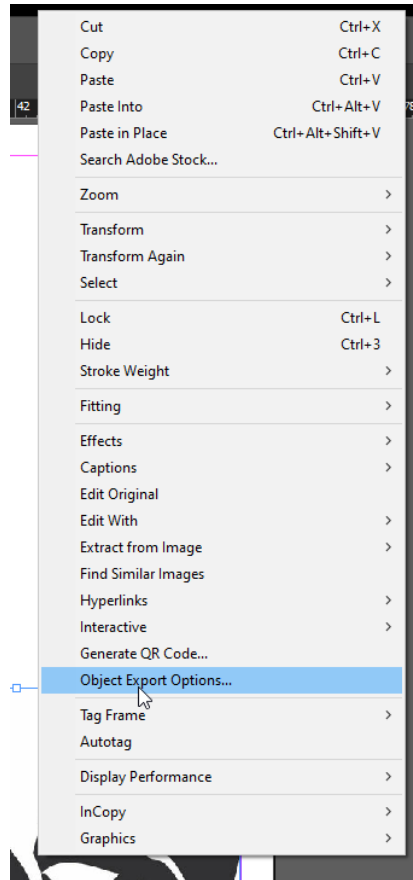 Cut Ctrl+X
Copy Ctrl+C
Paste Ctrl+V
42 Paste Into Ctrl+Alt+V 78
Paste in Place Ctrl+Alt+Shift+V
Search Adobe Stock...
Zoom >
Transform >
Transform Again >
Select >
Lock Ctrl+L
Hide Ctrl+3
Stroke Weight >
Fitting >
Effects >
Captions >
Edit Original
Edit With >
Extract from Image >
Find Similar Images
Hyperlinks >
Interactive >
Generate QR Code...
Object Export Options...
Tag Frame >
Autotag
Display Performance >
InCopy >
Graphics >